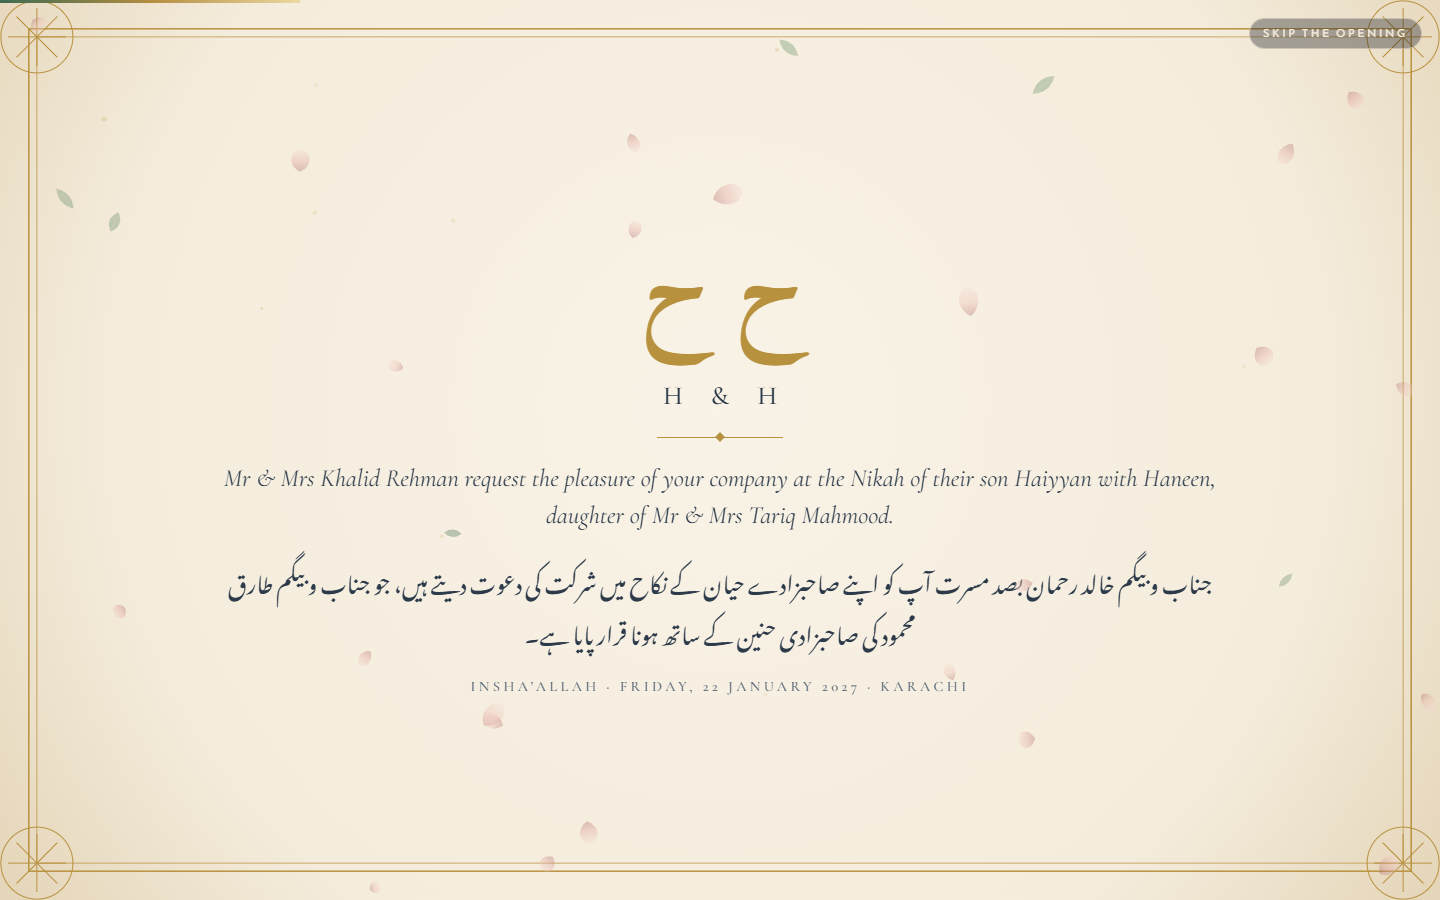 SKIP THE OPENING
ح ح
H & H
Mr & Mrs Khalid Rehman request the pleasure of your company at the Nikah of their son Haiyyan with Haneen,
daughter of Mr & Mrs Tariq Mahmood.
جناب و بیگم خالد رحمان بصد مسرت آپ کو اپنے صاحبزادے حیان کے نکاح میں شرکت کی دعوت دیتے ہیں، جو جناب و بیگم طارق
محمود کی صاحبزادی حنین کے ساتھ ہونا قرار پایا ہے۔
INSHA’ALLAH · FRIDAY, 22 JANUARY 2027 · KARACHI